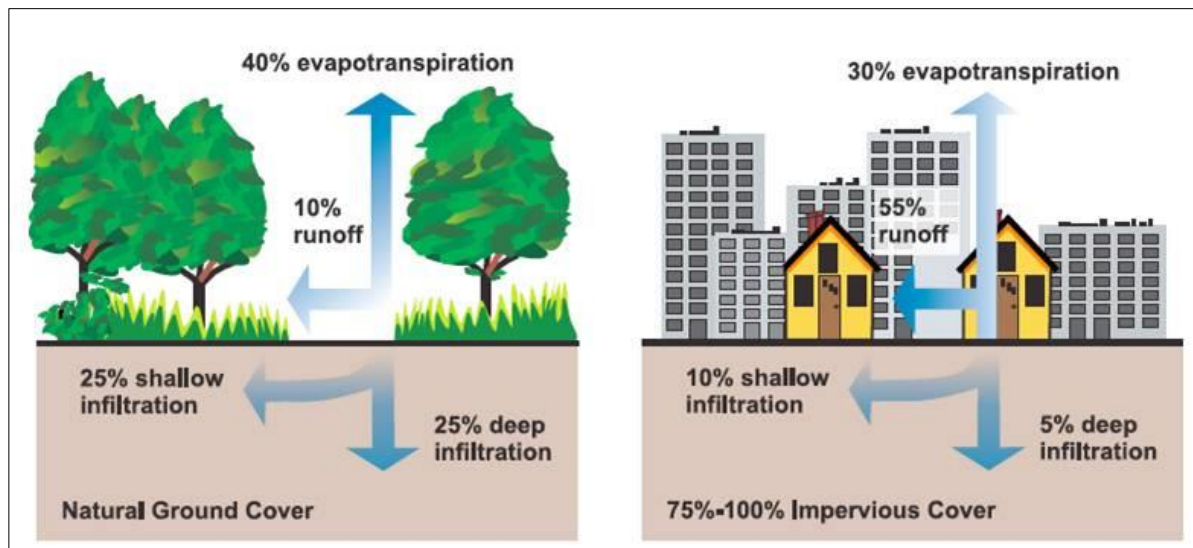 40% evapotranspiration
10%
runoff
25% shallow
infiltration
25% deep
infiltration
Natural Ground Cover
30% evapotranspiration
55%
runoff
10% shallow
infiltration
5% deep
infiltration
75%-100% Impervious Cover